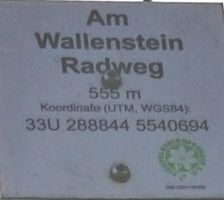 Am
Wallenstein
Radweg
555 m
Koordinate (UTM, WGS84):
33U 288844 5540694